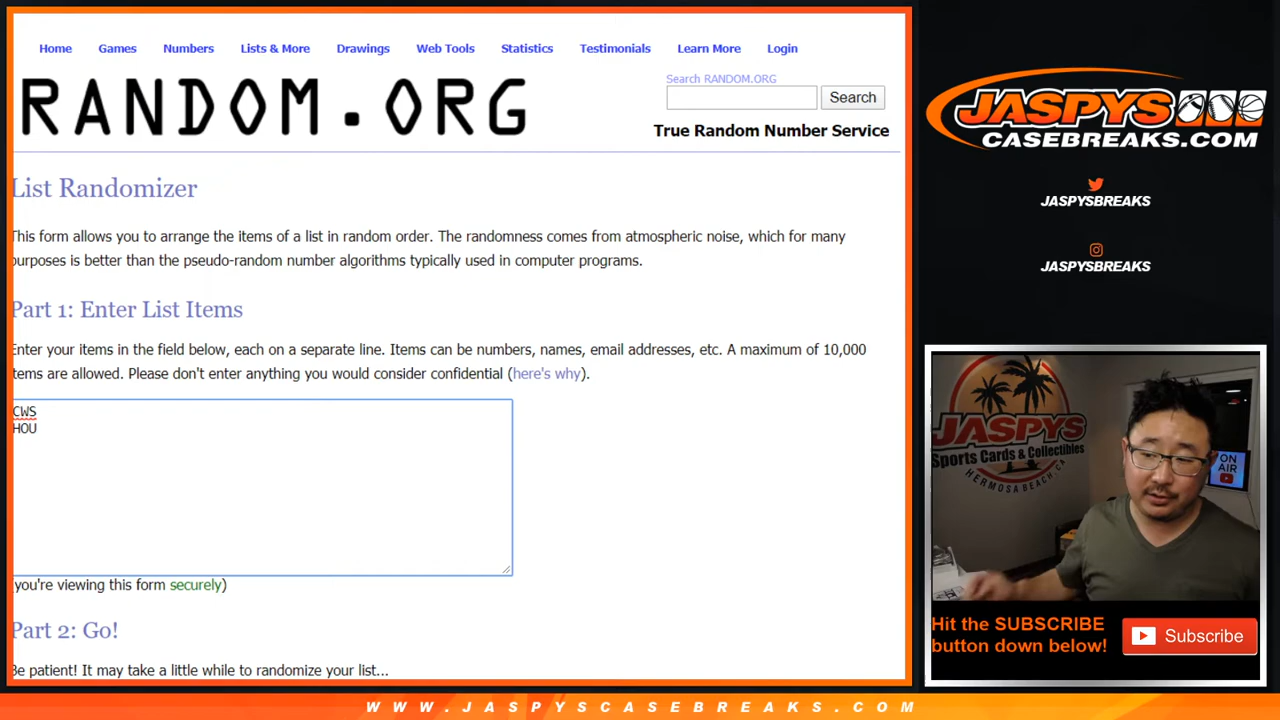 Home Games Numbers Lists & More Drawings Web Tools Statistics Testimonials Learn More Login
RANDOM.ORG
Search RANDOM.ORG
Search
True Random Number Service
List Randomizer
This form allows you to arrange the items of a list in random order. The randomness comes from atmospheric noise, which for many
purposes is better than the pseudo-random number algorithms typically used in computer programs.
Part 1: Enter List Items
Enter your items in the field below, each on a separate line. Items can be numbers, names, email addresses, etc. A maximum of 10,000
items are allowed. Please don't enter anything you would consider confidential (here's why).
CWS
HOU
you're viewing this form securely)
Part 2: Go!
Be patient! It may take a little while to randomize your list...
JASPYS
CASEBREAKS.COM
JASPYSBREAKS
JASPYSBREAKS
JASPYS
Sports Cards & Collectibles
HERMOSA BEACH, CA
ON
AIR
Hit the SUBSCRIBE
button down below!
Subscribe
WWW.JASPYSCASEBREAKS.COM